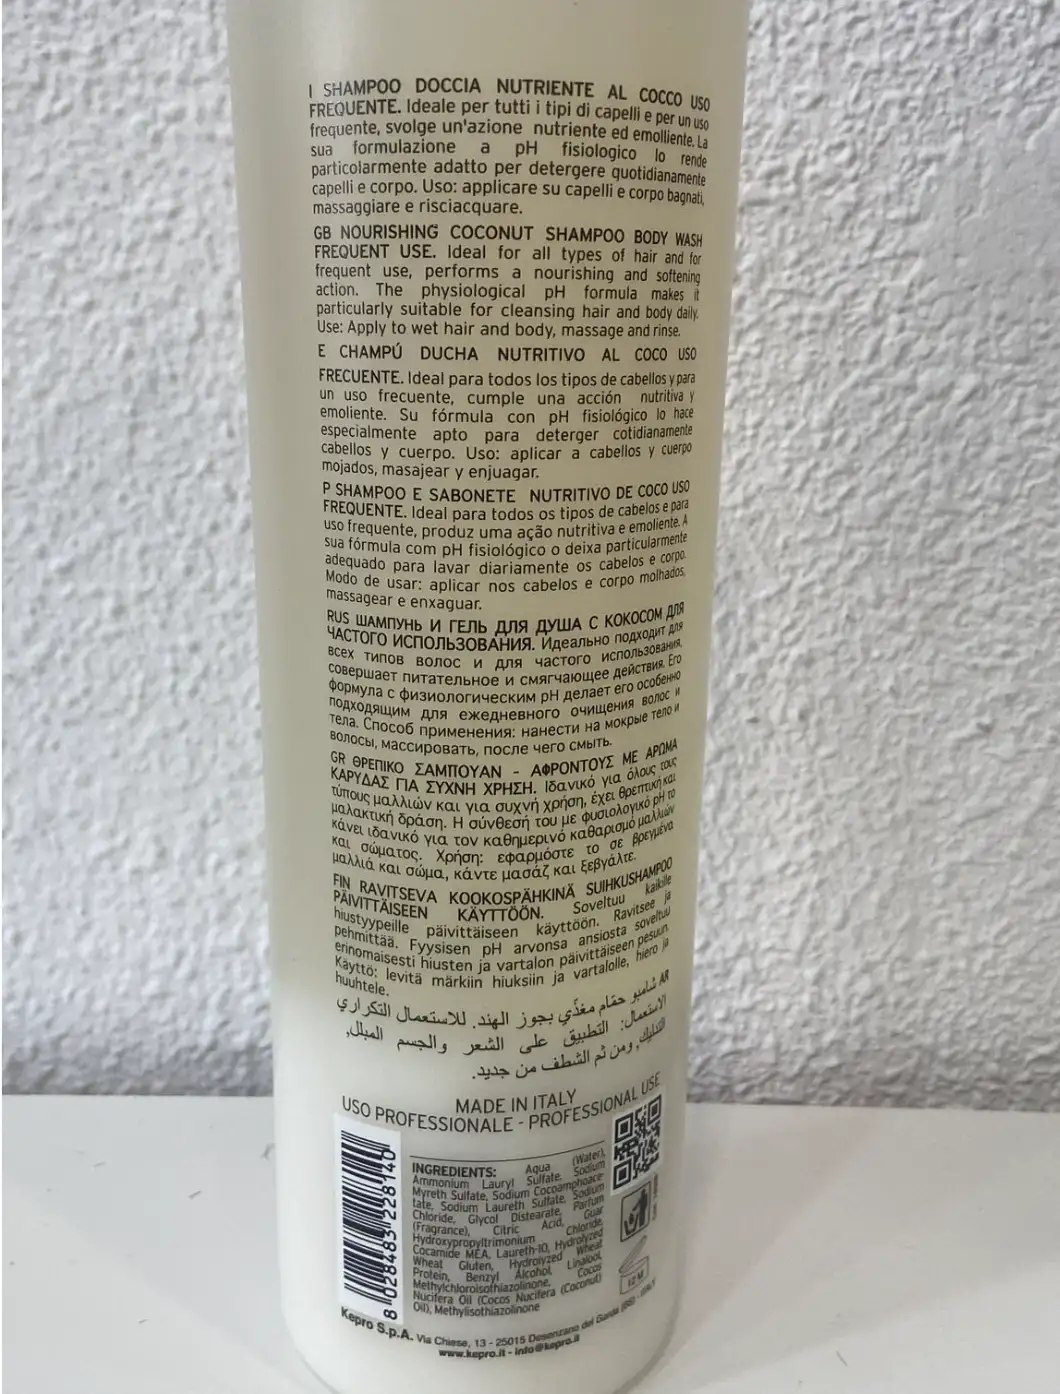 I SHAMPOO DOCCIA NUTRIENTE AL COCCO USO
FREQUENTE. Ideale per tutti i tipi di capelli e per un uso
frequente, svolge un'azione nutriente ed emolliente. La
sua formulazione a pH fisiologico lo rende
particolarmente adatto per detergere quotidianamente
capelli e corpo. Uso: applicare su capelli e corpo bagnati,
massaggiare e risciacquare.
GB NOURISHING COCONUT SHAMPOO BODY WASH
FREQUENT USE. Ideal for all types of hair and for
frequent use, performs a nourishing and softening
action. The physiological pH formula makes it
particularly suitable for cleansing hair and body daily.
Use: Apply to wet hair and body, massage and rinse.
E CHAMPÚ DUCHA NUTRITIVO AL COCO USO
FRECUENTE. Ideal para todos los tipos de cabellos y para
un uso frecuente, cumple una acción nutritiva y
emoliente. Su fórmula con pH fisiológico lo hace
especialmente apto para deterger cotidianamente
cabellos y cuerpo. Uso: aplicar a cabellos y cuerpo
mojados, masajear y enjuagar.
P SHAMPOO E SABONETE NUTRITIVO DE COCO USO
FREQUENTE. Ideal para todos os tipos de cabelos e para
uso frequente, produz uma ação nutritiva e emoliente. A
sua fórmula com pH fisiológico o deixa particularmente
adequado para lavar diariamente os cabelos e corpo.
Modo de usar: aplicar nos cabelos e corpo molhados,
massagear e enxaguar.
RUS ШАМПУНЬ И ГЕЛЬ ДЛЯ ДУША С КОКОСОМ ДЛЯ
ЧАСТОГО ИСПОЛЬЗОВАНИЯ. Идеально подходит для
всех типов волос и для частого использования,
совершает питательное и смягчающее действия. Его
формула с физиологическим pH делает его особенно
подходящим для ежедневного очищения волос и
тела. Способ применения: нанести на мокрые тело и
волосы, массировать, после чего смыть.
GR ΘΡΕΠΙΚΟ ΣΑΜΠΟΥΑΝ - ΑΦΡΟΝΤΟΥΣ ΜΕ ΑΡΩΜΑ
ΚΑΡΥΔΑΣ ΓΙΑ ΣΥΧΝΗ ΧΡΗΣΗ. Ιδανικό για όλους τους
τύπους μαλλιών και για συχνή χρήση, έχει θρεπτική και
μαλακτική δράση. Η σύνθεσή του με φυσιολογικό pH το
κάνει ιδανικό για τον καθημερινό καθαρισμό μαλλιών
και σώματος. Χρήση: εφαρμόστε το σε βρεγμένα
μαλλιά και σώμα, κάντε μασάζ και ξεβγάλτε.
FIN RAVITSEVA KOOKOSPÄHKINÄ SUIHKUSHAMPOO
PÄIVITTÄISEEN KÄYTTÖÖN. Soveltuu kaikille
hiustyypeille päivittäiseen käyttöön. Ravitsee ja
pehmittää. Fyysisen pH arvonsa ansiosta soveltuu
erinomaisesti hiusten ja vartalon päivittäiseen pesuun.
Käyttö: levitä märkiin hiuksiin ja vartalolle, hiero ja
huuhtele.
AR شامبو حمّام مغذّي بجوز الهند. للاستعمال التكراري
الاستعمال: التطبيق على الشعر والجسم المبلل,
التدليك, ومن ثم الشطف من جديد.
MADE IN ITALY
USO PROFESSIONALE - PROFESSIONAL USE
INGREDIENTS: Aqua (Water),
Ammonium Lauryl Sulfate, Sodium
Myreth Sulfate, Sodium Cocoamphoace-
tate, Sodium Laureth Sulfate, Sodium
Chloride, Glycol Distearate, Parfum
(Fragrance), Citric Acid, Guar
Hydroxypropyltrimonium Chloride,
Cocamide MEA, Laureth-10, Hydrolyzed
Wheat Gluten, Hydrolyzed Wheat
Protein, Benzyl Alcohol, Linalool,
Methylchloroisothiazolinone, Cocos
Nucifera Oil (Cocos Nucifera (Coconut)
Oil), Methylisothiazolinone
8 028483 228140
12 M
Kepro S.p.A. Via Chiese, 13 - 25015 Desenzano del Garda (BS) - ITALY
www.kepro.it - info@kepro.it